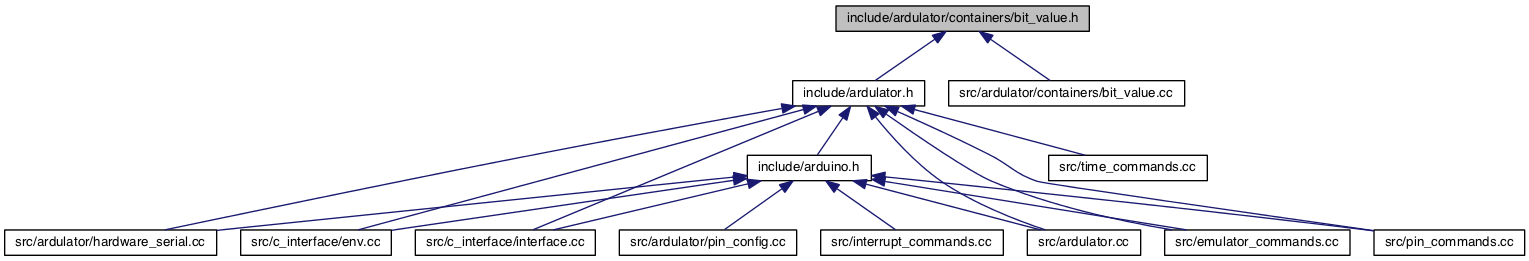 include/ardulator/containers/bit_value.h
include/ardulator.h
src/ardulator/containers/bit_value.cc
include/arduino.h
src/time_commands.cc
src/ardulator/hardware_serial.cc
src/c_interface/env.cc
src/c_interface/interface.cc
src/ardulator/pin_config.cc
src/interrupt_commands.cc
src/ardulator.cc
src/emulator_commands.cc
src/pin_commands.cc